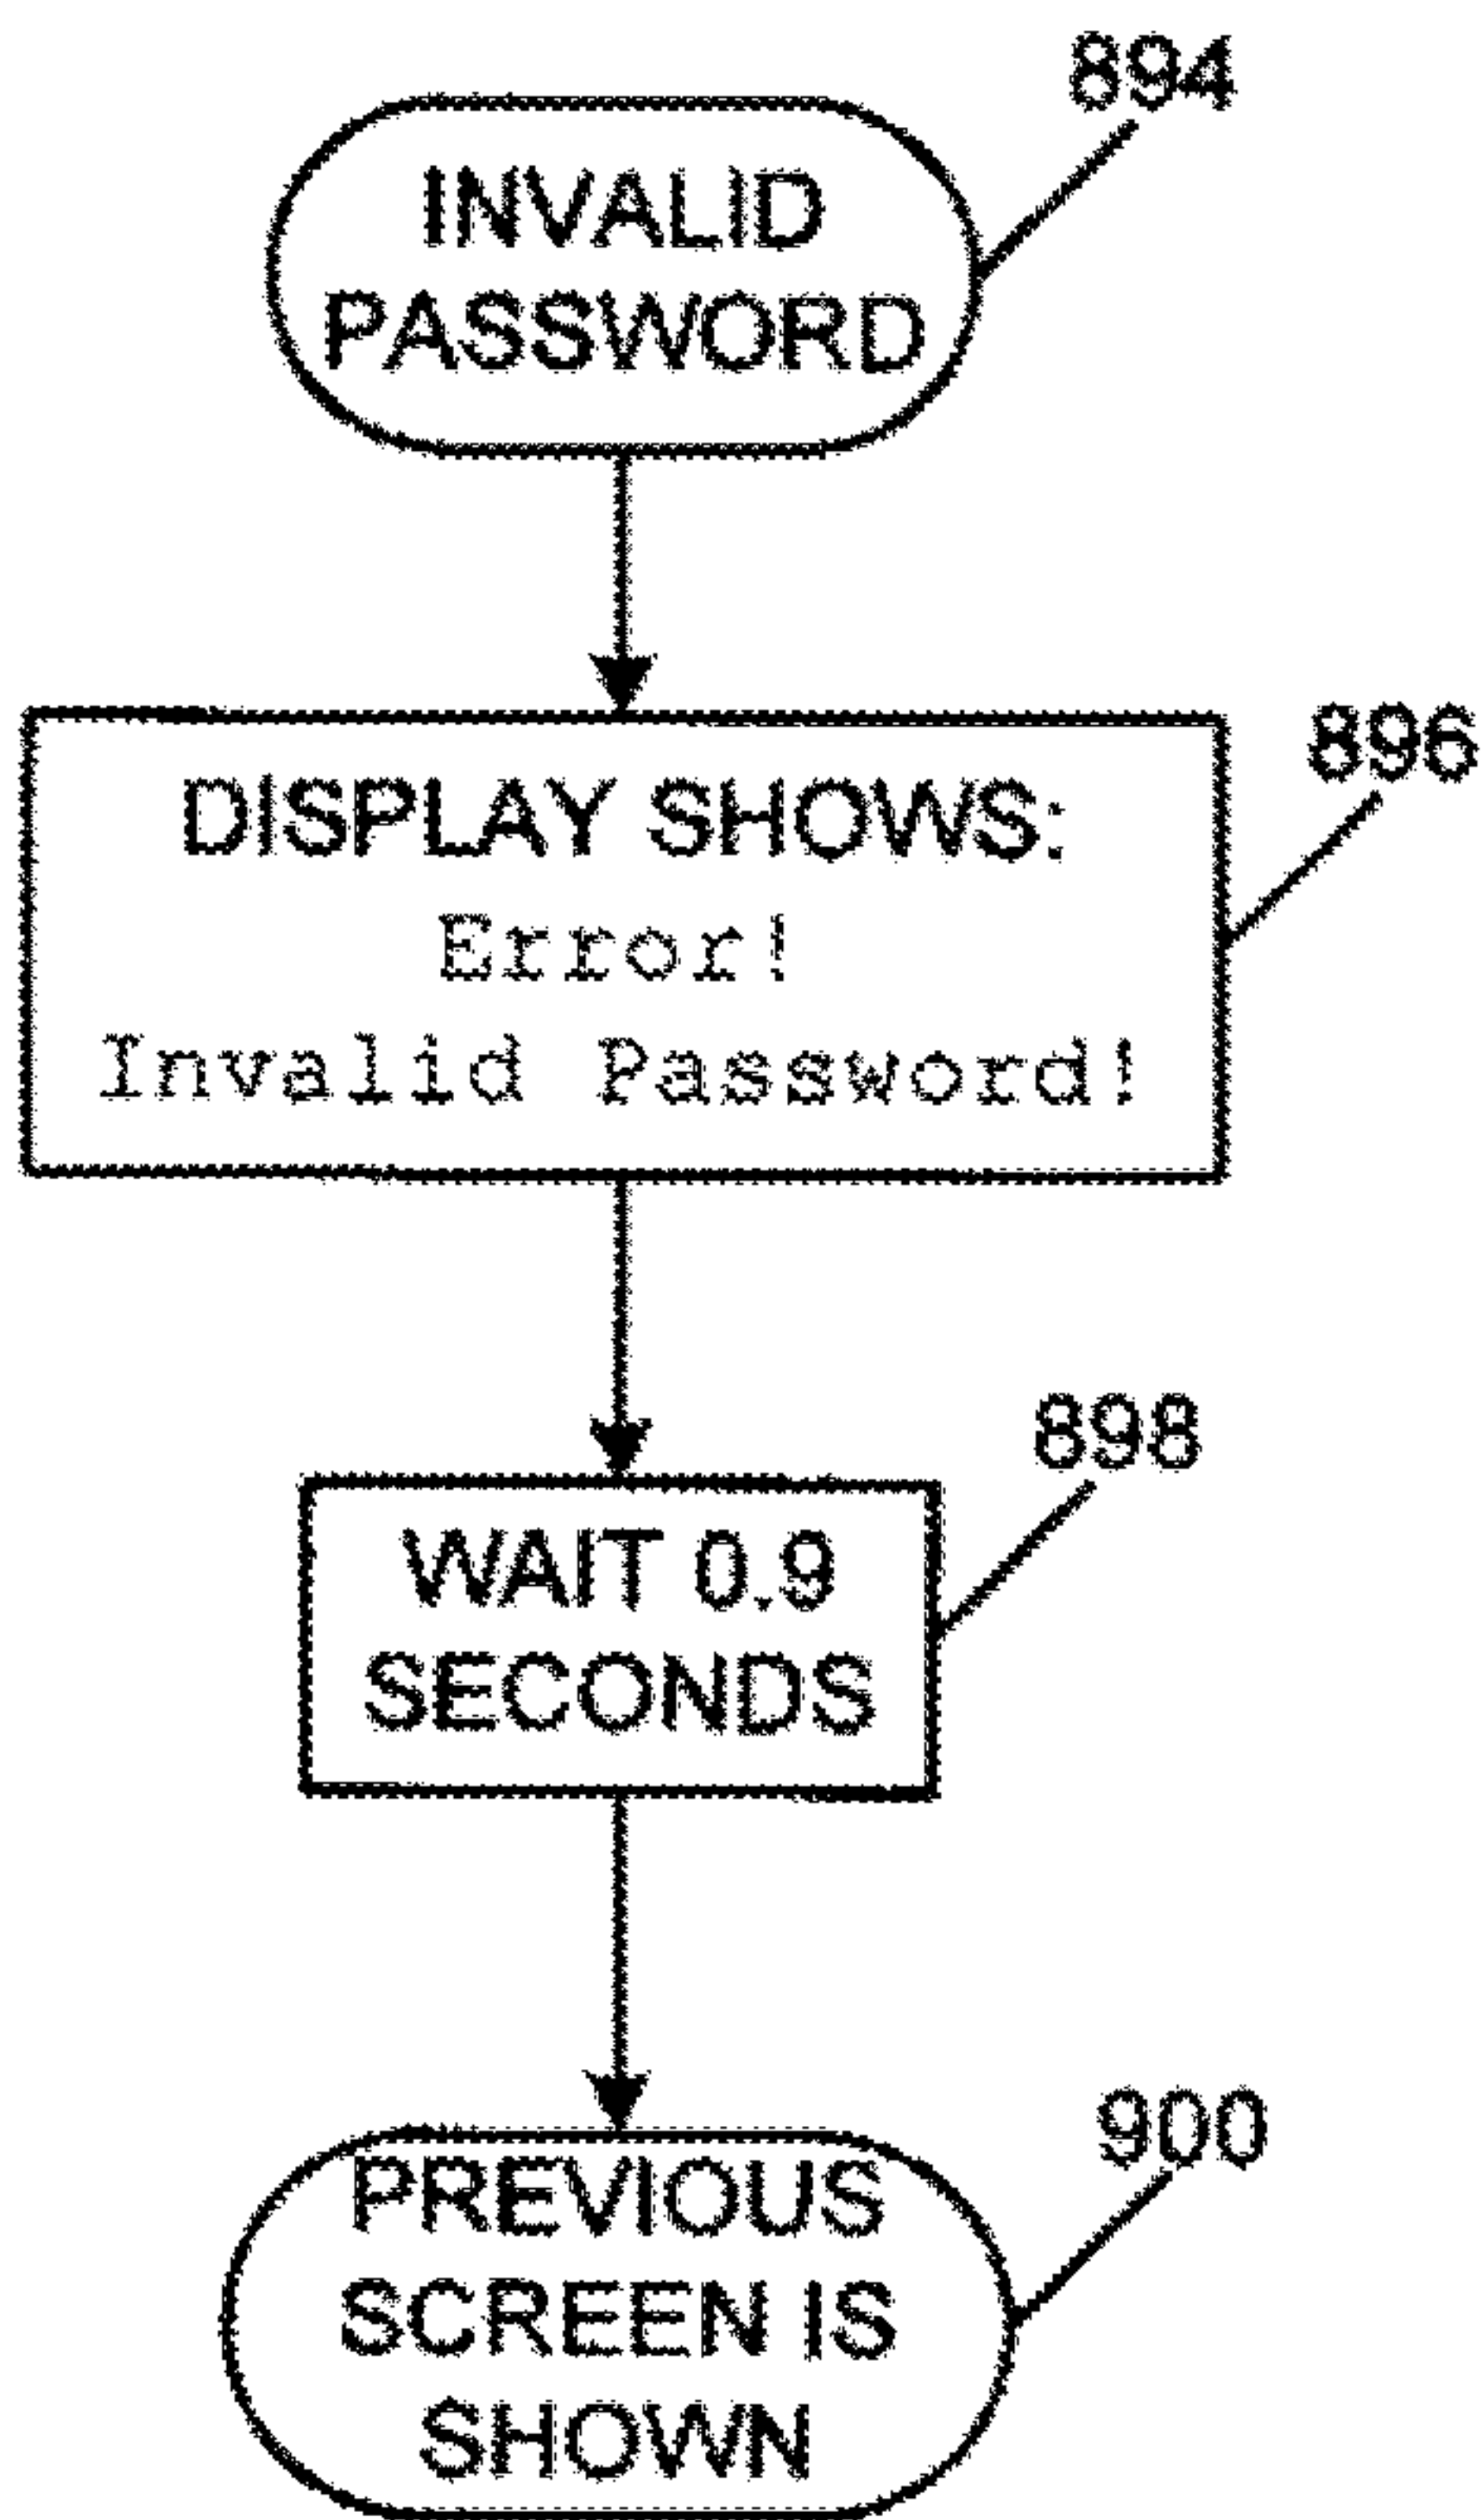 894
INVALID
PASSWORD
896
DISPLAY SHOWS:
Error!
Invalid Password!
898
WAIT 0.9
SECONDS
900
PREVIOUS
SCREEN IS
SHOWN